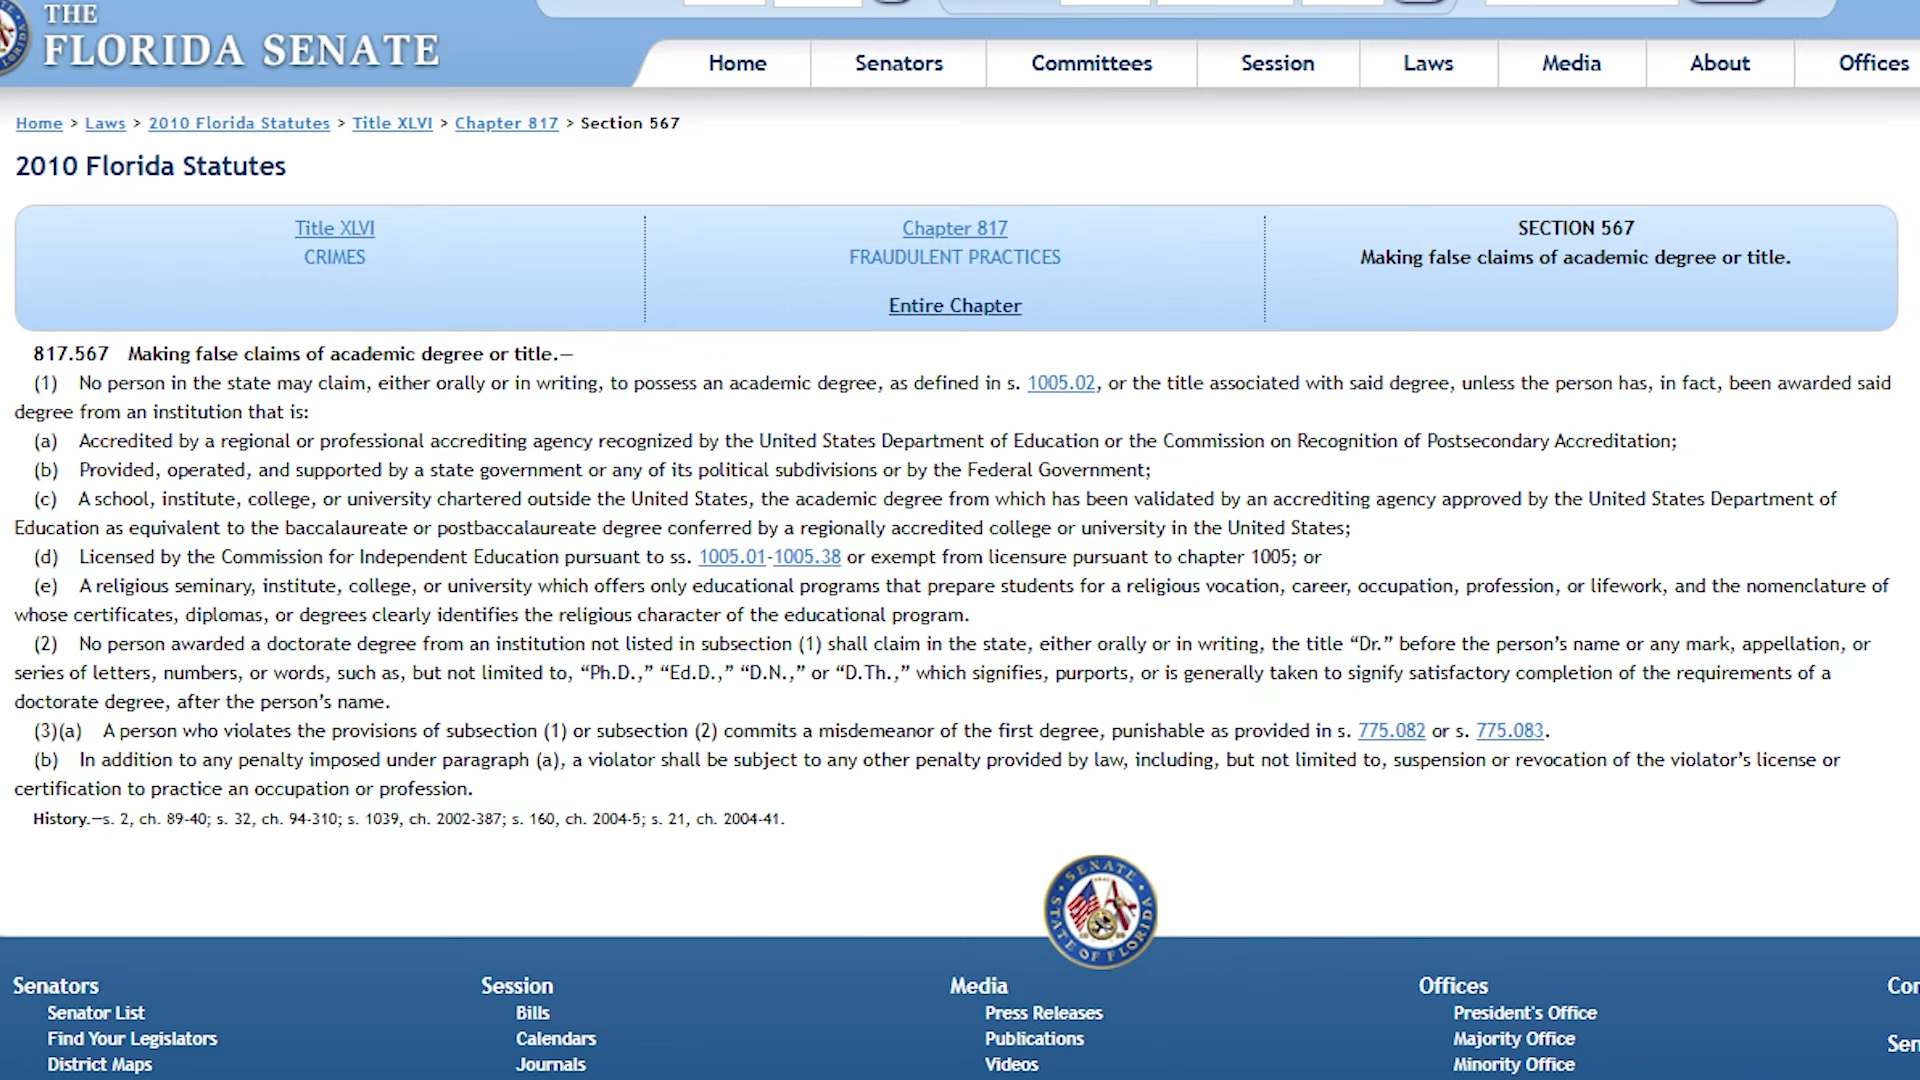 THE
FLORIDA SENATE
Home
Senators
Committees
Session
Laws
Media
About
Offices
Home > Laws > 2010 Florida Statutes > Title XLVI > Chapter 817 > Section 567
2010 Florida Statutes
Title XLVI
CRIMES
Chapter 817
FRAUDULENT PRACTICES
Entire Chapter
SECTION 567
Making false claims of academic degree or title.
817.567 Making false claims of academic degree or title.—
(1) No person in the state may claim, either orally or in writing, to possess an academic degree, as defined in s. 1005.02, or the title associated with said degree, unless the person has, in fact, been awarded said
degree from an institution that is:
(a) Accredited by a regional or professional accrediting agency recognized by the United States Department of Education or the Commission on Recognition of Postsecondary Accreditation;
(b) Provided, operated, and supported by a state government or any of its political subdivisions or by the Federal Government;
(c) A school, institute, college, or university chartered outside the United States, the academic degree from which has been validated by an accrediting agency approved by the United States Department of
Education as equivalent to the baccalaureate or postbaccalaureate degree conferred by a regionally accredited college or university in the United States;
(d) Licensed by the Commission for Independent Education pursuant to ss. 1005.01-1005.38 or exempt from licensure pursuant to chapter 1005; or
(e) A religious seminary, institute, college, or university which offers only educational programs that prepare students for a religious vocation, career, occupation, profession, or lifework, and the nomenclature of
whose certificates, diplomas, or degrees clearly identifies the religious character of the educational program.
(2) No person awarded a doctorate degree from an institution not listed in subsection (1) shall claim in the state, either orally or in writing, the title “Dr.” before the person’s name or any mark, appellation, or
series of letters, numbers, or words, such as, but not limited to, “Ph.D.,” “Ed.D.,” “D.N.,” or “D.Th.,” which signifies, purports, or is generally taken to signify satisfactory completion of the requirements of a
doctorate degree, after the person’s name.
(3)(a) A person who violates the provisions of subsection (1) or subsection (2) commits a misdemeanor of the first degree, punishable as provided in s. 775.082 or s. 775.083.
(b) In addition to any penalty imposed under paragraph (a), a violator shall be subject to any other penalty provided by law, including, but not limited to, suspension or revocation of the violator’s license or
certification to practice an occupation or profession.
History.—s. 2, ch. 89-40; s. 32, ch. 94-310; s. 1039, ch. 2002-387; s. 160, ch. 2004-5; s. 21, ch. 2004-41.
SENATE
STATE OF FLORIDA
Senators
Senator List
Find Your Legislators
District Maps
Session
Bills
Calendars
Journals
Media
Press Releases
Publications
Videos
Offices
President's Office
Majority Office
Minority Office